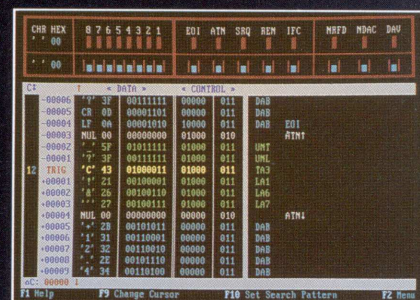 CHR HEX 8 7 6 5 4 3 2 1 EOI ATN SRQ REN IFC NRFD NDAC DAV
' ' 00
' ' 00
C↕ ↑ < DATA > < CONTROL >
-00006 '?' 3F 00111111 00000 011 DAB
-00005 CR 0D 00001101 00000 011 DAB
-00004 LF 0A 00001010 10000 011 DAB EOI
-00003 NUL 00 00000000 01000 010 ATN↑
-00002 '_' 5F 01011111 01000 011 UNT
-00001 '?' 3F 00111111 01000 011 UNL
12 TRIG 'C' 43 01000011 01000 011 TA3
+00001 '!' 21 00100001 01000 011 LA1
+00002 '&' 26 00100110 01000 011 LA6
+00003 ''' 27 00100111 01000 011 LA7
+00004 NUL 00 00000000 00000 010 ATN↓
+00005 '+' 2B 00101011 00000 011 DAB
+00006 '1' 31 00110001 00000 011 DAB
+00007 '2' 32 00110010 00000 011 DAB
+00008 '.' 2E 00101110 00000 011 DAB
+00009 '4' 34 00110100 00000 011 DAB
△C: 00000 ↓
F1 Help F9 Change Cursor F10 Set Search Pattern F2 Menu